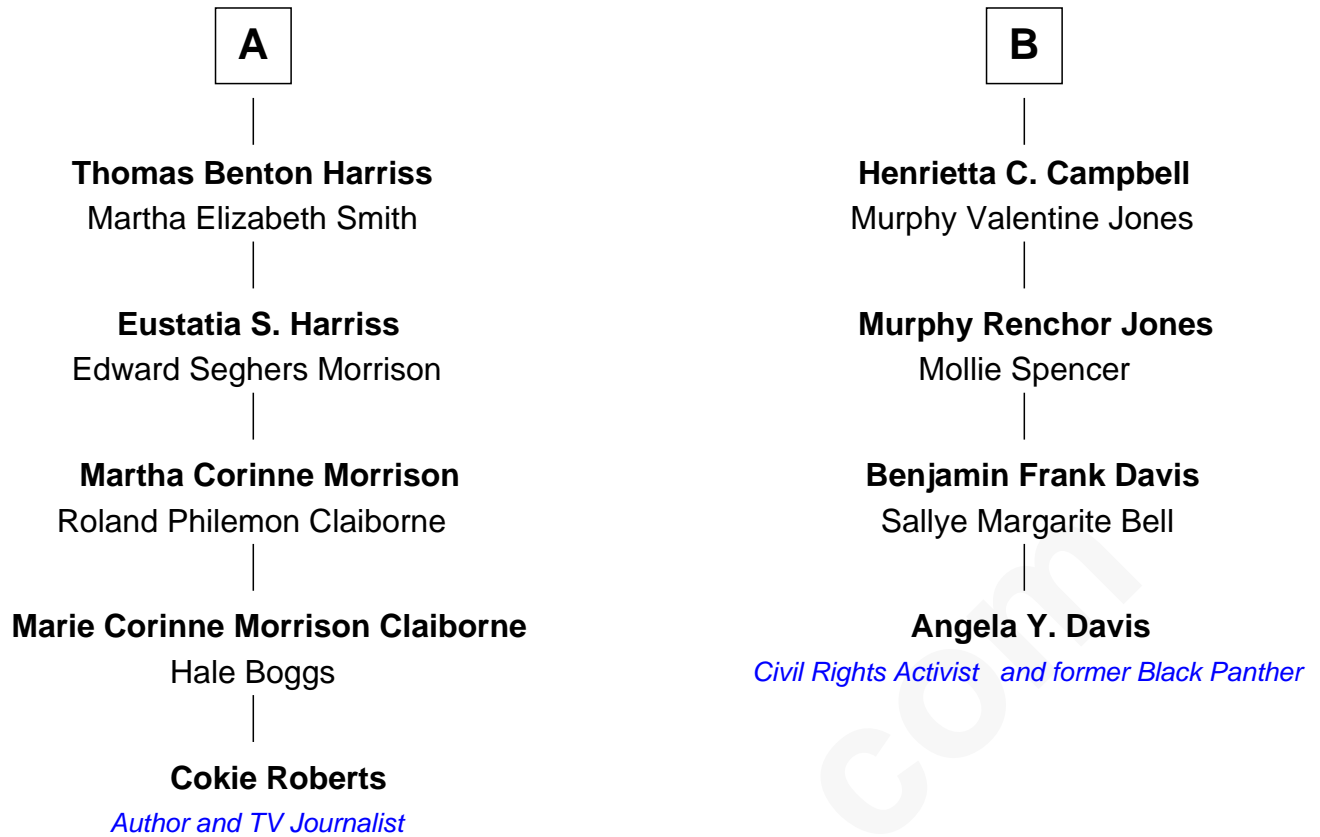 A
Thomas Benton Harriss
Martha Elizabeth Smith
Eustatia S. Harriss
Edward Seghers Morrison
Martha Corinne Morrison
Roland Philemon Claiborne
Marie Corinne Morrison Claiborne
Hale Boggs
Cokie Roberts
Author and TV Journalist
B
Henrietta C. Campbell
Murphy Valentine Jones
Murphy Renchor Jones
Mollie Spencer
Benjamin Frank Davis
Sallye Margarite Bell
Angela Y. Davis
Civil Rights Activist and former Black Panther
com